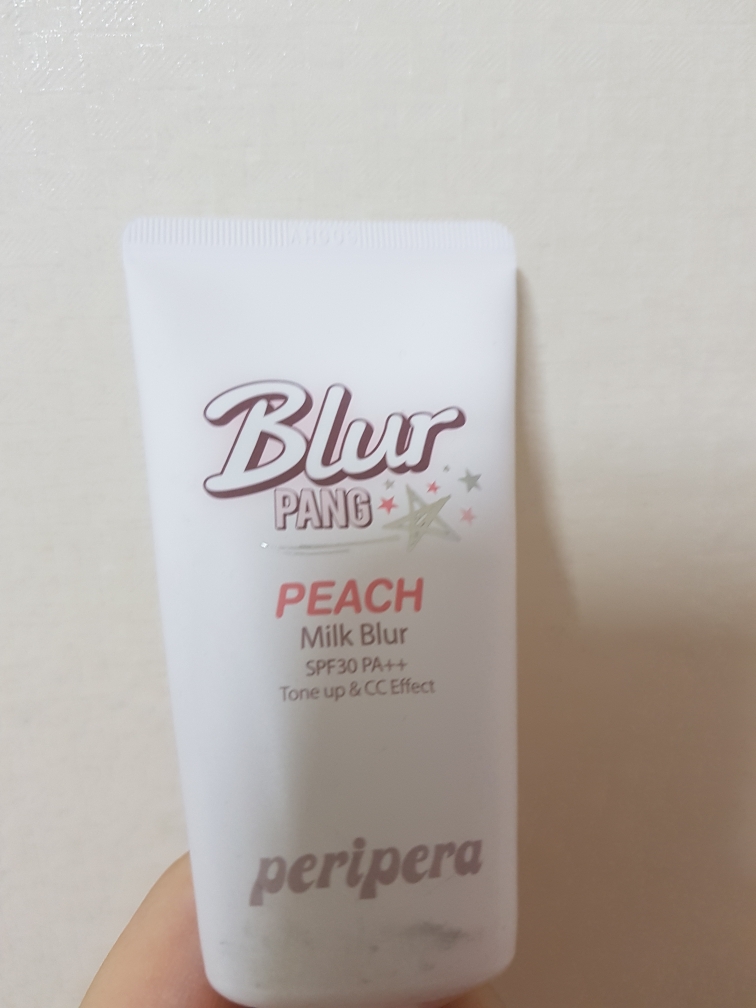 Blur
PANG
PEACH
Milk Blur
SPF30 PA++
Tone up & CC Effect
peripera